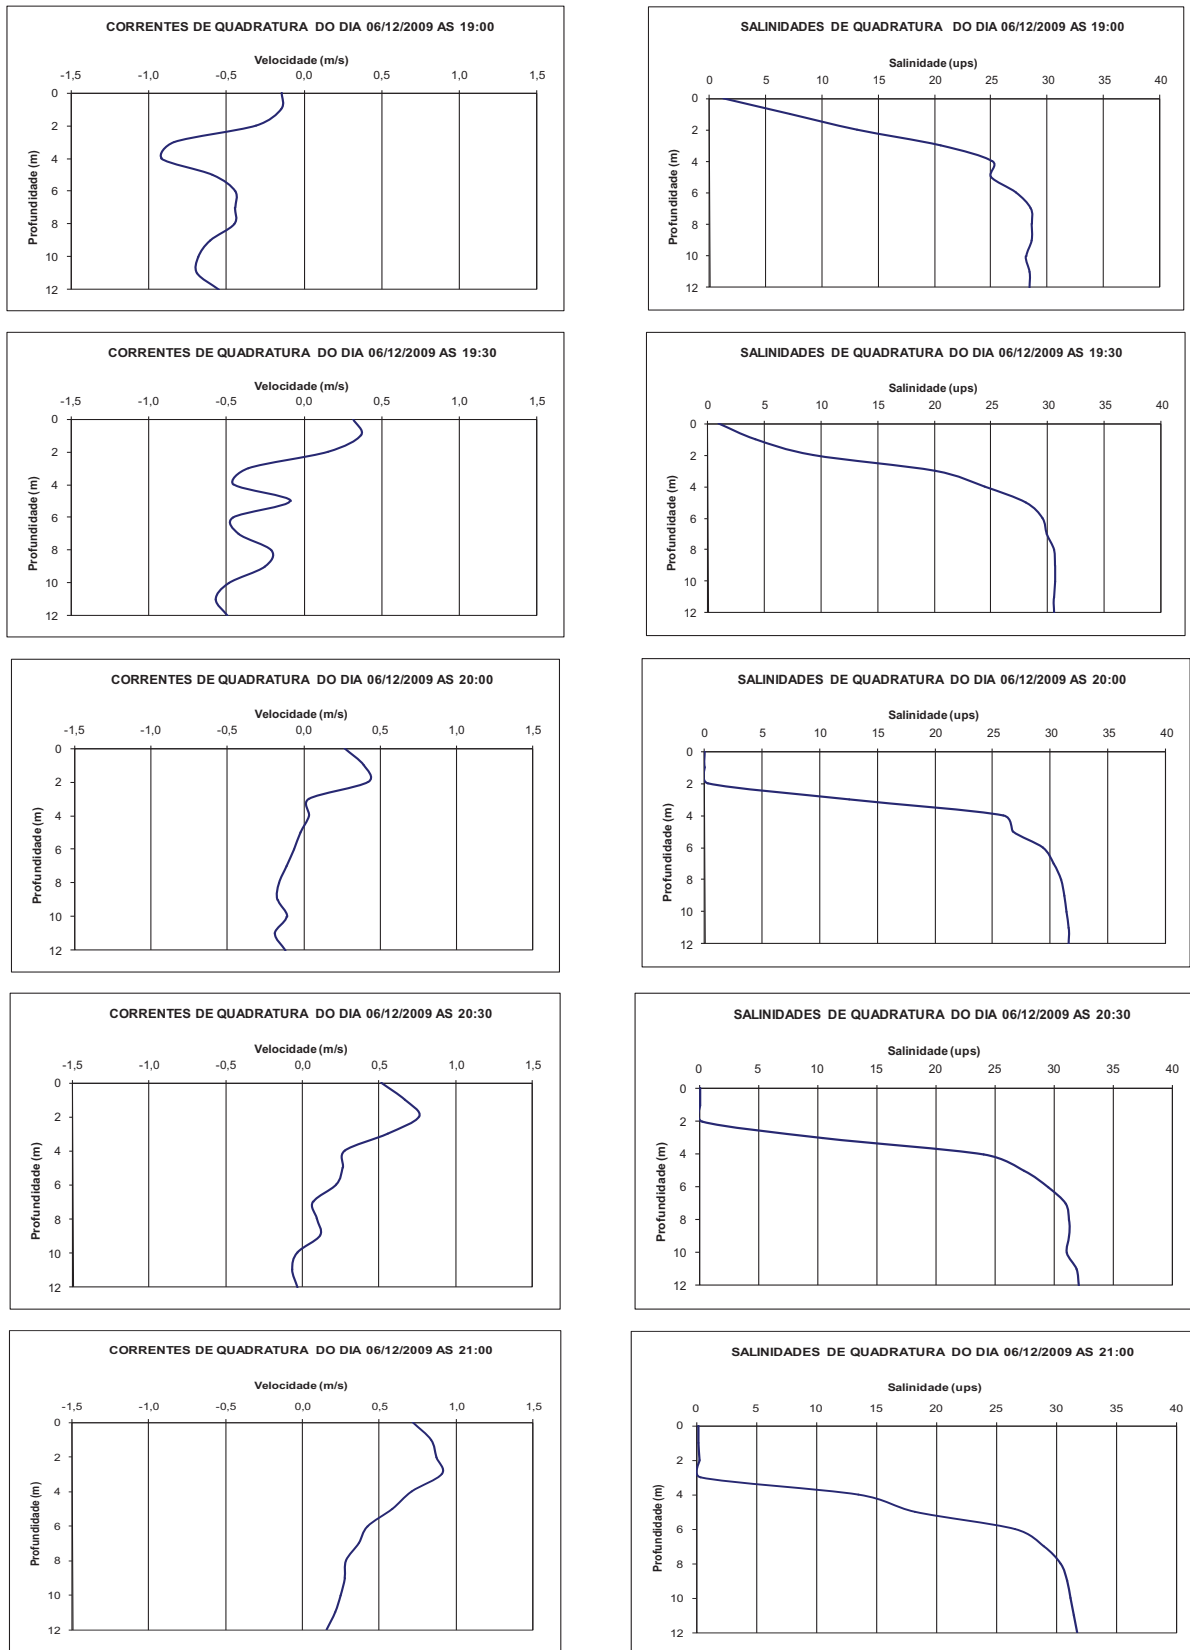 CORRENTES DE QUADRATURA DO DIA 06/12/2009 AS 19:00
Velocidade (m/s)
-1,5 -1,0 -0,5 0,0 0,5 1,0 1,5
0
2
4
6
8
10
12
Profundidade (m)
SALINIDADES DE QUADRATURA DO DIA 06/12/2009 AS 19:00
Salinidade (ups)
0 5 10 15 20 25 30 35 40
0
2
4
6
8
10
12
Profundidade (m)
CORRENTES DE QUADRATURA DO DIA 06/12/2009 AS 19:30
Velocidade (m/s)
-1,5 -1,0 -0,5 0,0 0,5 1,0 1,5
0
2
4
6
8
10
12
Profundidade (m)
SALINIDADES DE QUADRATURA DO DIA 06/12/2009 AS 19:30
Salinidade (ups)
0 5 10 15 20 25 30 35 40
0
2
4
6
8
10
12
Profundidade (m)
CORRENTES DE QUADRATURA DO DIA 06/12/2009 AS 20:00
Velocidade (m/s)
-1,5 -1,0 -0,5 0,0 0,5 1,0 1,5
0
2
4
6
8
10
12
Profundidade (m)
SALINIDADES DE QUADRATURA DO DIA 06/12/2009 AS 20:00
Salinidade (ups)
0 5 10 15 20 25 30 35 40
0
2
4
6
8
10
12
Profundidade (m)
CORRENTES DE QUADRATURA DO DIA 06/12/2009 AS 20:30
Velocidade (m/s)
-1,5 -1,0 -0,5 0,0 0,5 1,0 1,5
0
2
4
6
8
10
12
Profundidade (m)
SALINIDADES DE QUADRATURA DO DIA 06/12/2009 AS 20:30
Salinidade (ups)
0 5 10 15 20 25 30 35 40
0
2
4
6
8
10
12
Profundidade (m)
CORRENTES DE QUADRATURA DO DIA 06/12/2009 AS 21:00
Velocidade (m/s)
-1,5 -1,0 -0,5 0,0 0,5 1,0 1,5
0
2
4
6
8
10
12
Profundidade (m)
SALINIDADES DE QUADRATURA DO DIA 06/12/2009 AS 21:00
Salinidade (ups)
0 5 10 15 20 25 30 35 40
0
2
4
6
8
10
12
Profundidade (m)